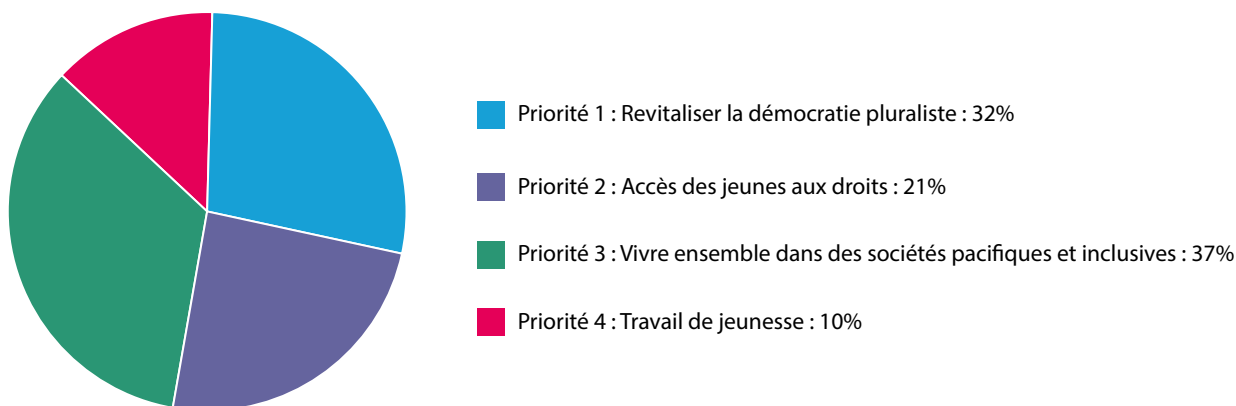 Priorité 1 : Revitaliser la démocratie pluraliste : 32%
Priorité 2 : Accès des jeunes aux droits : 21%
Priorité 3 : Vivre ensemble dans des sociétés pacifiques et inclusives : 37%
Priorité 4 : Travail de jeunesse : 10%